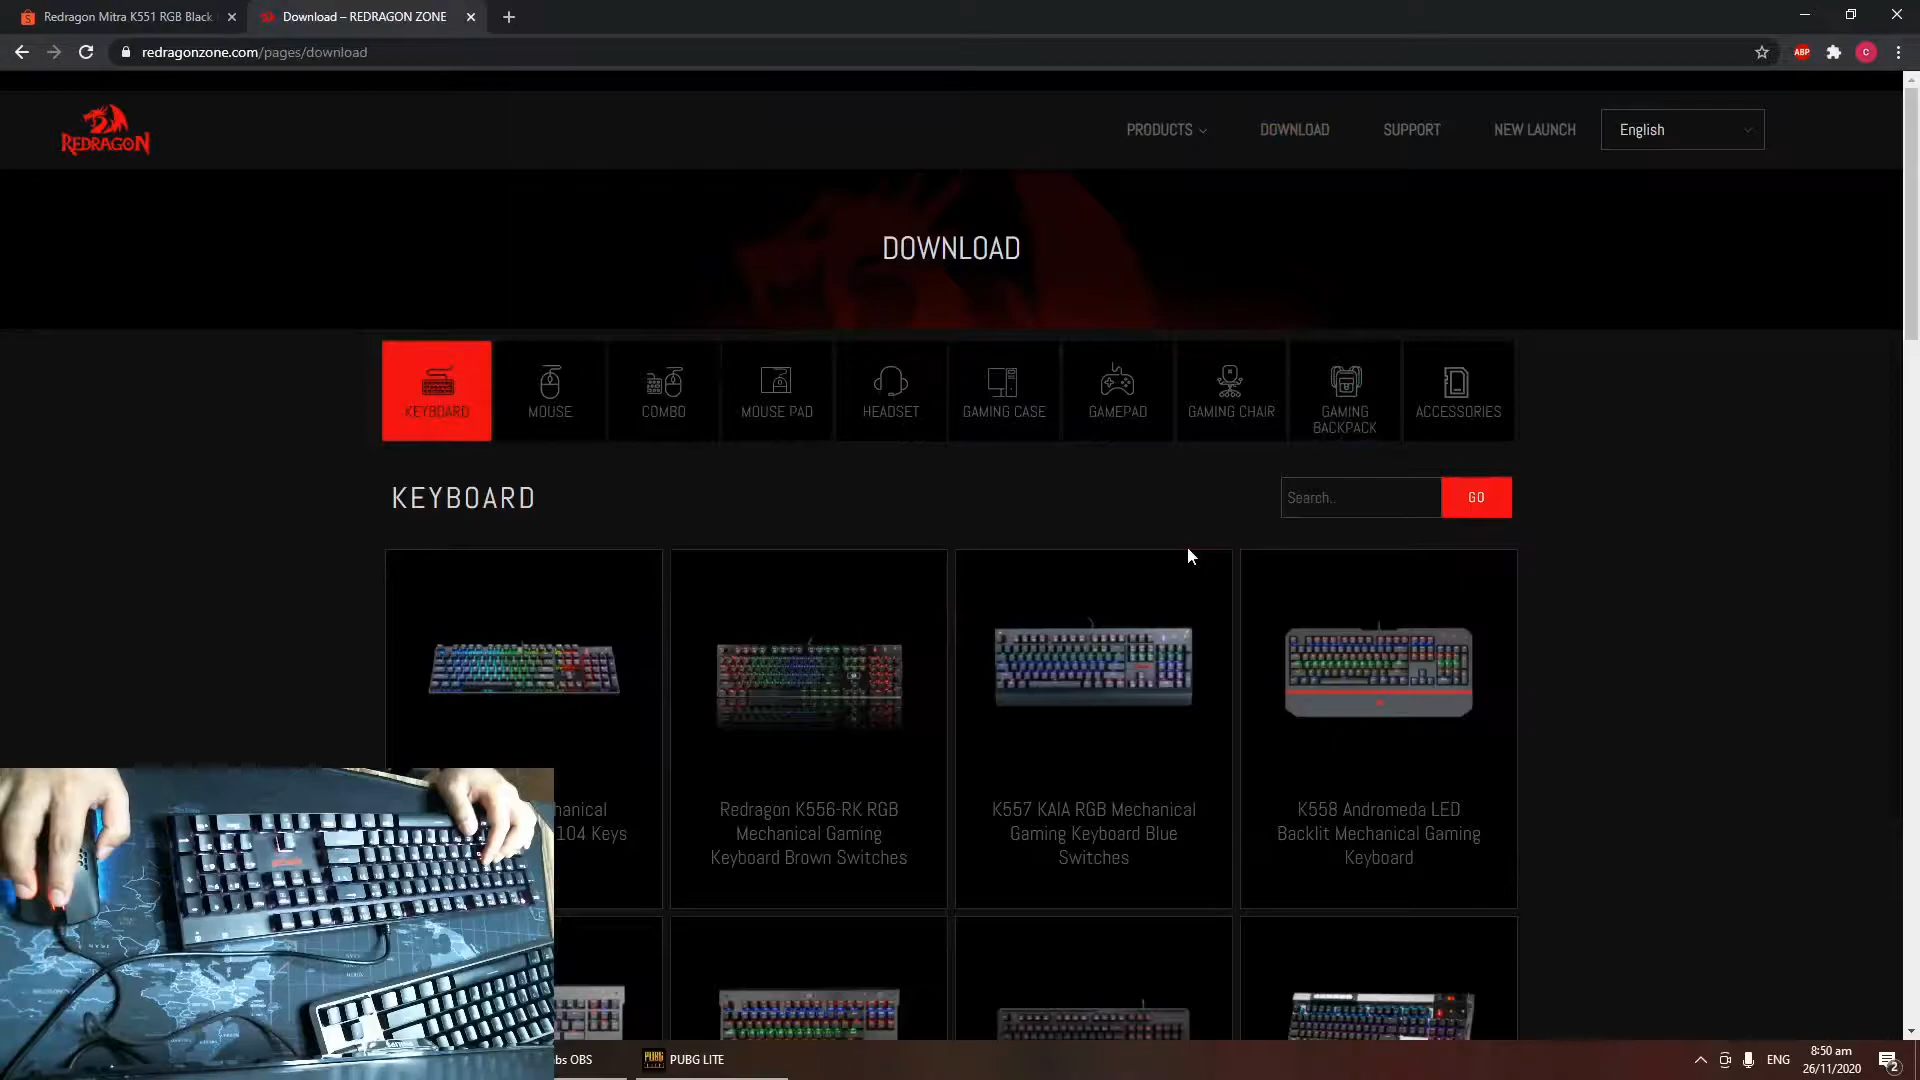 Redragon Mitra K551 RGB Black
Download – REDRAGON ZONE
redragonzone.com/pages/download
ABP
C
REDRAGON
PRODUCTS
DOWNLOAD
SUPPORT
NEW LAUNCH
English
DOWNLOAD
KEYBOARD
MOUSE
COMBO
MOUSE PAD
HEADSET
GAMING CASE
GAMEPAD
GAMING CHAIR
GAMING
BACKPACK
ACCESSORIES
KEYBOARD
Search..
GO
104 Keys
Redragon K556-RK RGB
Mechanical Gaming
Keyboard Brown Switches
K557 KAIA RGB Mechanical
Gaming Keyboard Blue
Switches
K558 Andromeda LED
Backlit Mechanical Gaming
Keyboard
OBS
PUBG
PUBG LITE
ENG
8:50 am
26/11/2020
2